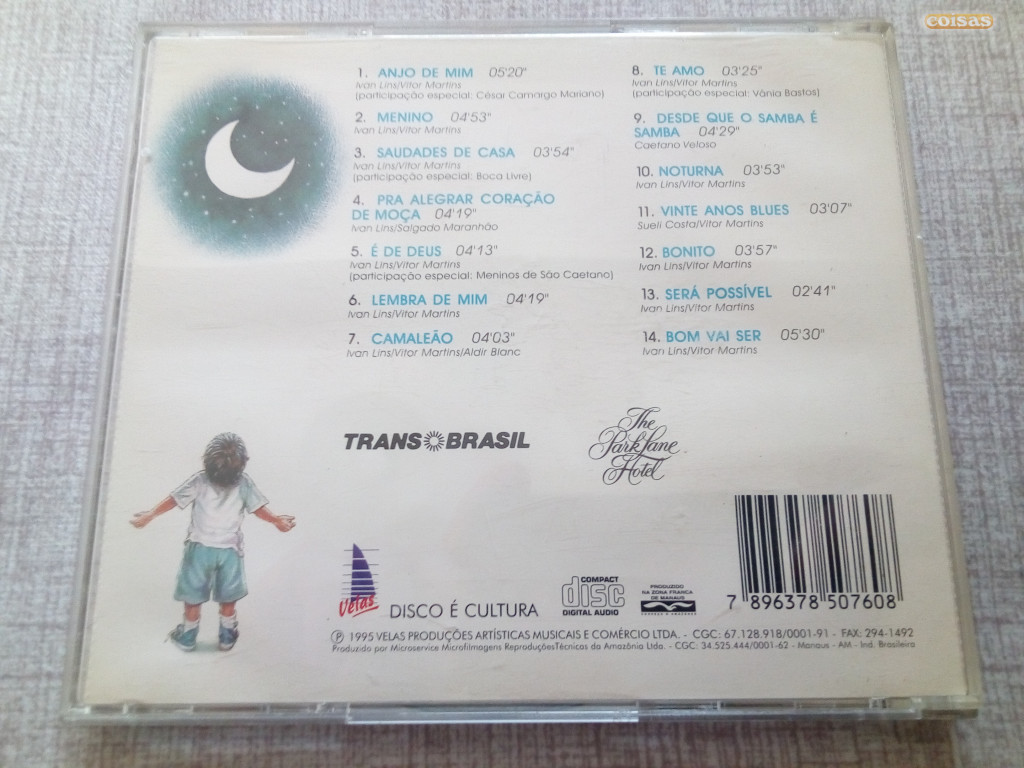 coisas
1. ANJO DE MIM 05'20"
Ivan Lins/Vitor Martins
(participação especial: César Camargo Mariano)
2. MENINO 04'53"
Ivan Lins/Vitor Martins
3. SAUDADES DE CASA 03'54"
Ivan Lins/Vitor Martins
(participação especial: Boca Livre)
4. PRA ALEGRAR CORAÇÃO
DE MOÇA 04'19"
Ivan Lins/Salgado Maranhão
5. É DE DEUS 04'13"
Ivan Lins/Vitor Martins
(participação especial: Meninos de São Caetano)
6. LEMBRA DE MIM 04'19"
Ivan Lins/Vitor Martins
7. CAMALEÃO 04'03"
Ivan Lins/Vitor Martins/Aldir Blanc
8. TE AMO 03'25"
Ivan Lins/Vitor Martins
(participação especial: Vânia Bastos)
9. DESDE QUE O SAMBA É
SAMBA 04'29"
Caetano Veloso
10. NOTURNA 03'53"
Ivan Lins/Vitor Martins
11. VINTE ANOS BLUES 03'07"
Sueli Costa/Vitor Martins
12. BONITO 03'57"
Ivan Lins/Vitor Martins
13. SERÁ POSSÍVEL 02'41"
Ivan Lins/Vitor Martins
14. BOM VAI SER 05'30"
Ivan Lins/Vitor Martins
TRANSBRASIL
The
Park Lane
Hotel
Velas
DISCO É CULTURA
COMPACT
disc
DIGITAL AUDIO
PRODUZIDO
NA ZONA FRANCA
DE MANAUS
CONHEÇA O AMAZONAS
7 896378 507608
℗ 1995 VELAS PRODUÇÕES ARTÍSTICAS MUSICAIS E COMÉRCIO LTDA. - CGC: 67.128.918/0001-91 - FAX: 294-1492
Produzido por Microservice Microfilmagens ReproduçõesTécnicas da Amazônia Ltda. - CGC: 34.525.444/0001-62 - Manaus - AM - Ind. Brasileira